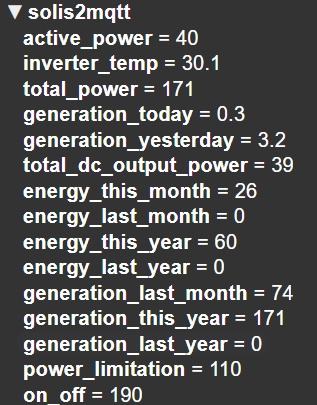 ▼ solis2mqtt
active_power = 40
inverter_temp = 30.1
total_power = 171
generation_today = 0.3
generation_yesterday = 3.2
total_dc_output_power = 39
energy_this_month = 26
energy_last_month = 0
energy_this_year = 60
energy_last_year = 0
generation_last_month = 74
generation_this_year = 171
generation_last_year = 0
power_limitation = 110
on_off = 190